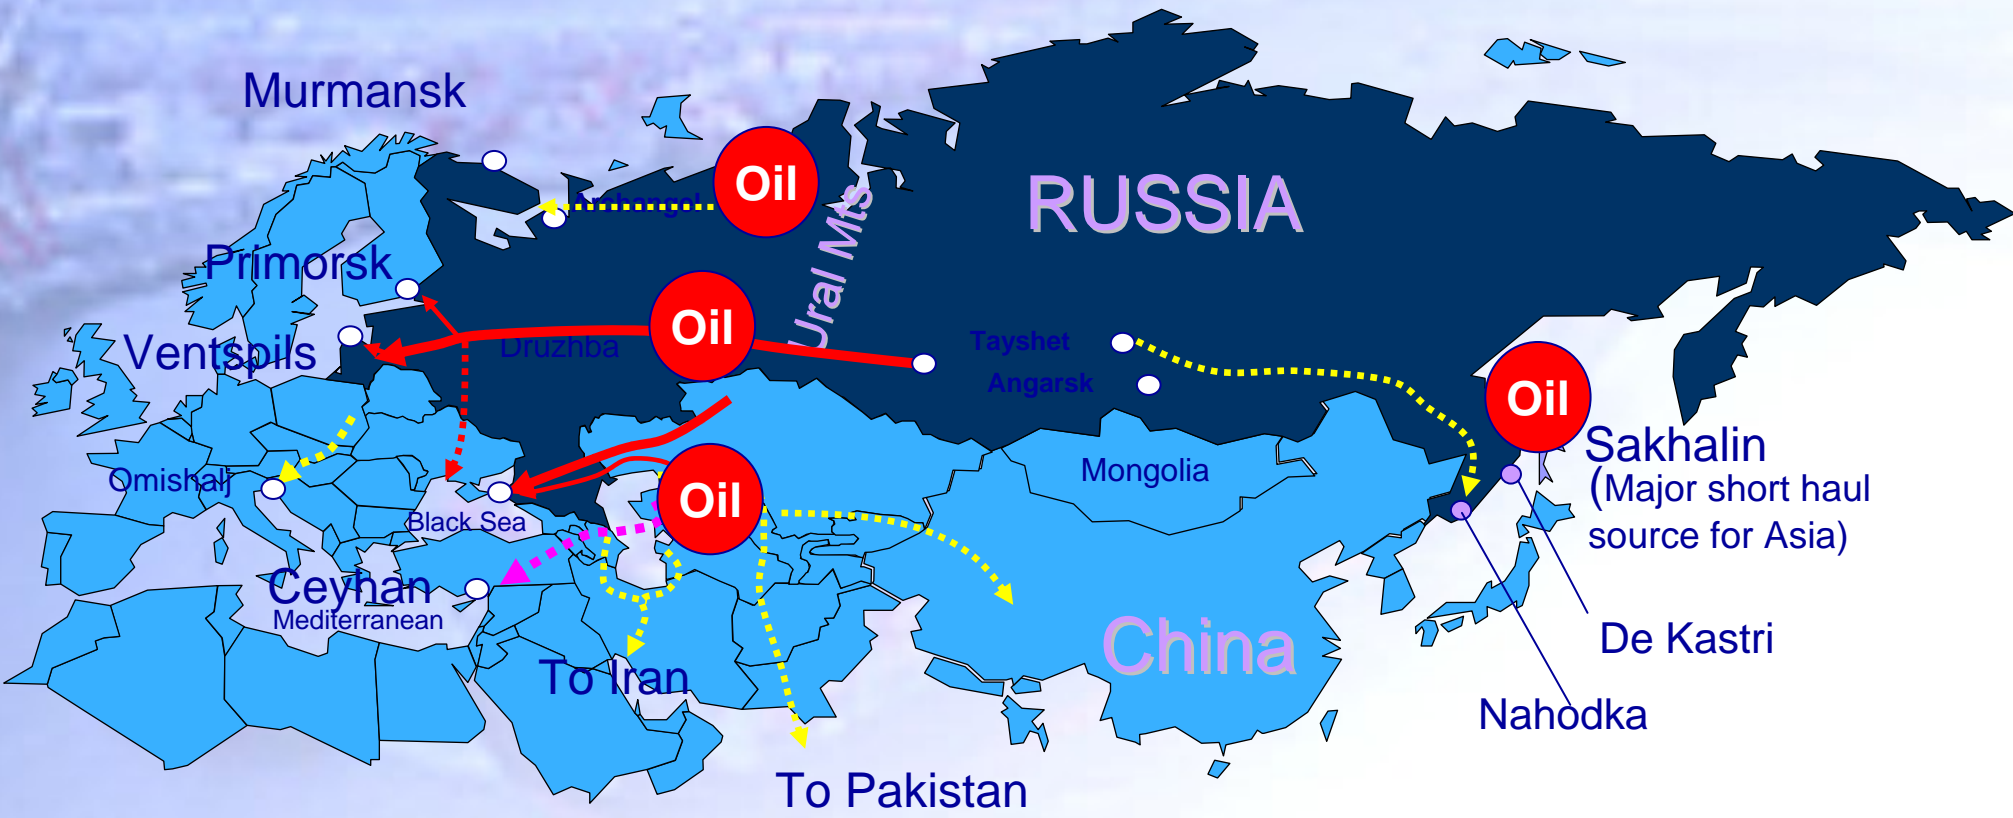 Murmansk
Oil
Archangel
RUSSIA
Ural Mts
Primorsk
Oil
Ventspils
Druzhba
Tayshet
Angarsk
Oil
Sakhalin
(Major short haul
source for Asia)
Omishalj
Mongolia
Oil
Black Sea
Ceyhan
Mediterranean
China
De Kastri
To Iran
Nahodka
To Pakistan